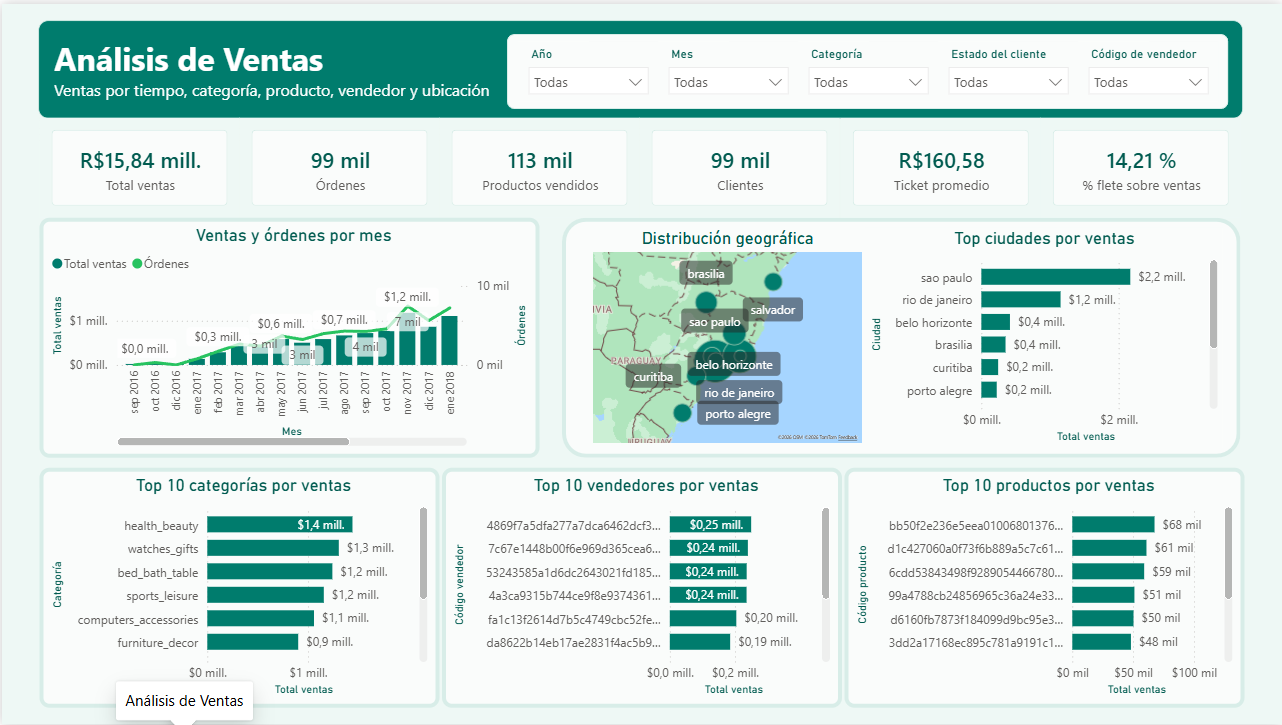 Análisis de Ventas
Ventas por tiempo, categoría, producto, vendedor y ubicación
Año
Todas
Mes
Todas
Categoría
Todas
Estado del cliente
Todas
Código de vendedor
Todas
R$15,84 mill.
Total ventas
99 mil
Órdenes
113 mil
Productos vendidos
99 mil
Clientes
R$160,58
Ticket promedio
14,21 %
% flete sobre ventas
Ventas y órdenes por mes
Total ventas
Órdenes
Total ventas
$1 mill.
$0 mill.
$0,0 mill.
$0,3 mill.
$0,6 mill.
$0,7 mill.
$1,2 mill.
3 mil
3 mil
4 mil
7 mil
10 mil
0 mil
Órdenes
sep 2016
oct 2016
dic 2016
ene 2017
feb 2017
mar 2017
abr 2017
may 2017
jun 2017
jul 2017
ago 2017
sep 2017
oct 2017
nov 2017
dic 2017
ene 2018
Mes
Distribución geográfica
brasilia
salvador
sao paulo
belo horizonte
curitiba
rio de janeiro
porto alegre
IVIA
PARAGUAY
URUGUAY
©2026 OSM ©2026 TomTom Feedback
Top ciudades por ventas
Ciudad
sao paulo $2,2 mill.
rio de janeiro $1,2 mill.
belo horizonte $0,4 mill.
brasilia $0,4 mill.
curitiba $0,2 mill.
porto alegre $0,2 mill.
$0 mill. $2 mill.
Total ventas
Top 10 categorías por ventas
Categoría
health_beauty $1,4 mill.
watches_gifts $1,3 mill.
bed_bath_table $1,2 mill.
sports_leisure $1,2 mill.
computers_accessories $1,1 mill.
furniture_decor $0,9 mill.
$0 mill. $1 mill.
Total ventas
Top 10 vendedores por ventas
Código vendedor
4869f7a5dfa277a7dca6462dcf3... $0,25 mill.
7c67e1448b00f6e969d365cea6... $0,24 mill.
53243585a1d6dc2643021fd185... $0,24 mill.
4a3ca9315b744ce9f8e9374361... $0,24 mill.
fa1c13f2614d7b5c4749cbc52fe... $0,20 mill.
da8622b14eb17ae2831f4ac5b9... $0,19 mill.
$0,0 mill. $0,2 mill.
Total ventas
Top 10 productos por ventas
Código producto
bb50f2e236e5eea01006801376... $68 mil
d1c427060a0f73f6b889a5c7c61... $61 mil
6cdd53843498f9289054466780... $59 mil
99a4788cb24856965c36a24e33... $51 mil
d6160fb7873f184099d9bc95e3... $50 mil
3dd2a17168ec895c781a9191c1... $48 mil
$0 mil $50 mil $100 mil
Total ventas
Análisis de Ventas